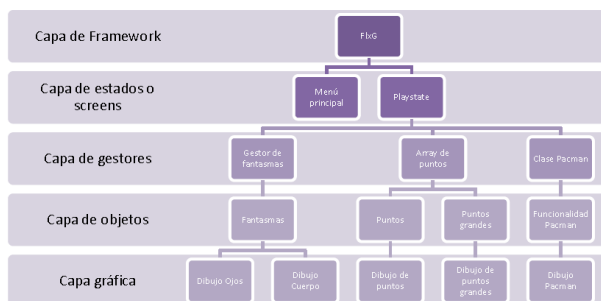 Capa de Framework
FlxG
Capa de estados o
screens
Menú
principal
Playstate
Capa de gestores
Gestor de
fantasmas
Array de
puntos
Clase Pacman
Capa de objetos
Fantasmas
Puntos
Puntos
grandes
Funcionalidad
Pacman
Capa gráfica
Dibujo Ojos
Dibujo
Cuerpo
Dibujo de
puntos
Dibujo de
puntos
grandes
Dibujo
Pacman